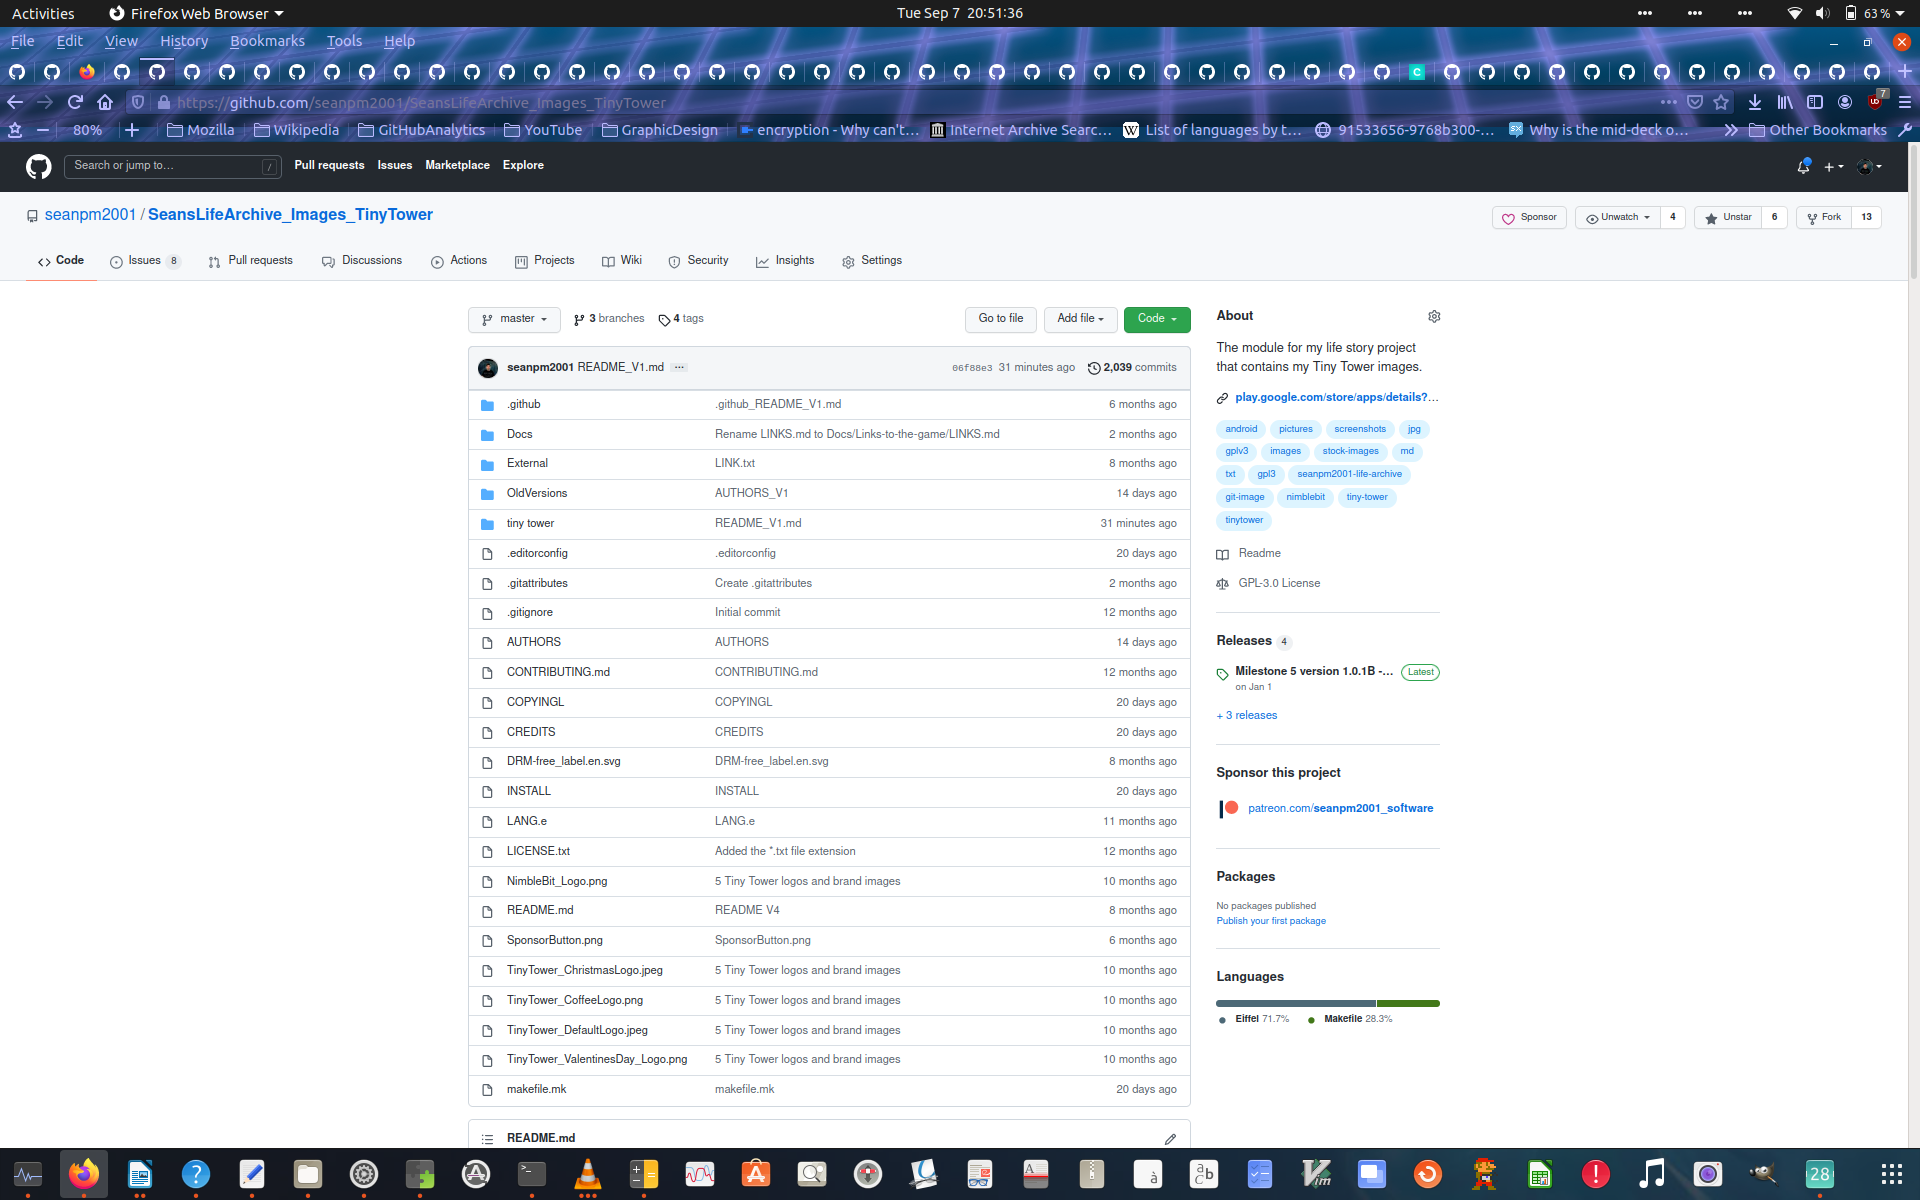 Activities Firefox Web Browser Tue Sep 7 20:51:36 63 %
File Edit View History Bookmarks Tools Help
https://github.com/seanpm2001/SeansLifeArchive_Images_TinyTower 7
80% Mozilla Wikipedia GitHubAnalytics YouTube GraphicDesign encryption - Why can't… Internet Archive Searc… List of languages by t… 91533656-9768b300-… Why is the mid-deck o… Other Bookmarks
Search or jump to… / Pull requests Issues Marketplace Explore
seanpm2001 / SeansLifeArchive_Images_TinyTower Sponsor Unwatch 4 Unstar 6 Fork 13
Code Issues 8 Pull requests Discussions Actions Projects Wiki Security Insights Settings
master 3 branches 4 tags Go to file Add file Code
seanpm2001 README_V1.md 06f88e3 31 minutes ago 2,039 commits
.github .github_README_V1.md 6 months ago
Docs Rename LINKS.md to Docs/Links-to-the-game/LINKS.md 2 months ago
External LINK.txt 8 months ago
OldVersions AUTHORS_V1 14 days ago
tiny tower README_V1.md 31 minutes ago
.editorconfig .editorconfig 20 days ago
.gitattributes Create .gitattributes 2 months ago
.gitignore Initial commit 12 months ago
AUTHORS AUTHORS 14 days ago
CONTRIBUTING.md CONTRIBUTING.md 12 months ago
COPYINGL COPYINGL 20 days ago
CREDITS CREDITS 20 days ago
DRM-free_label.en.svg DRM-free_label.en.svg 8 months ago
INSTALL INSTALL 20 days ago
LANG.e LANG.e 11 months ago
LICENSE.txt Added the *.txt file extension 12 months ago
NimbleBit_Logo.png 5 Tiny Tower logos and brand images 10 months ago
README.md README V4 8 months ago
SponsorButton.png SponsorButton.png 6 months ago
TinyTower_ChristmasLogo.jpeg 5 Tiny Tower logos and brand images 10 months ago
TinyTower_CoffeeLogo.png 5 Tiny Tower logos and brand images 10 months ago
TinyTower_DefaultLogo.jpeg 5 Tiny Tower logos and brand images 10 months ago
TinyTower_ValentinesDay_Logo.png 5 Tiny Tower logos and brand images 10 months ago
makefile.mk makefile.mk 20 days ago
README.md
About
The module for my life story project
that contains my Tiny Tower images.
play.google.com/store/apps/details?…
android pictures screenshots jpg
gplv3 images stock-images md
txt gpl3 seanpm2001-life-archive
git-image nimblebit tiny-tower
tinytower
Readme
GPL-3.0 License
Releases 4
Milestone 5 version 1.0.1B -… Latest
on Jan 1
+ 3 releases
Sponsor this project
patreon.com/seanpm2001_software
Packages
No packages published
Publish your first package
Languages
Eiffel 71.7% Makefile 28.3%
28